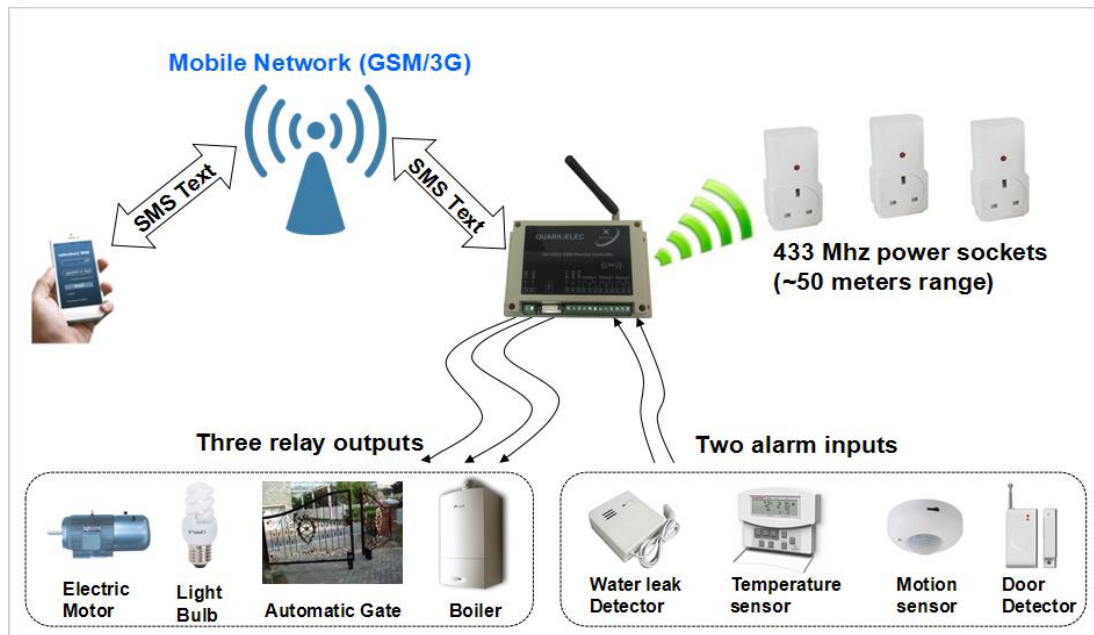 Mobile Network (GSM/3G)
SMS Text
SMS Text
QUARK-ELEC
433 Mhz power sockets
(~50 meters range)
Three relay outputs
Two alarm inputs
Electric
Motor
Light
Bulb
Automatic Gate
Boiler
Water leak
Detector
Temperature
sensor
Motion
sensor
Door
Detector